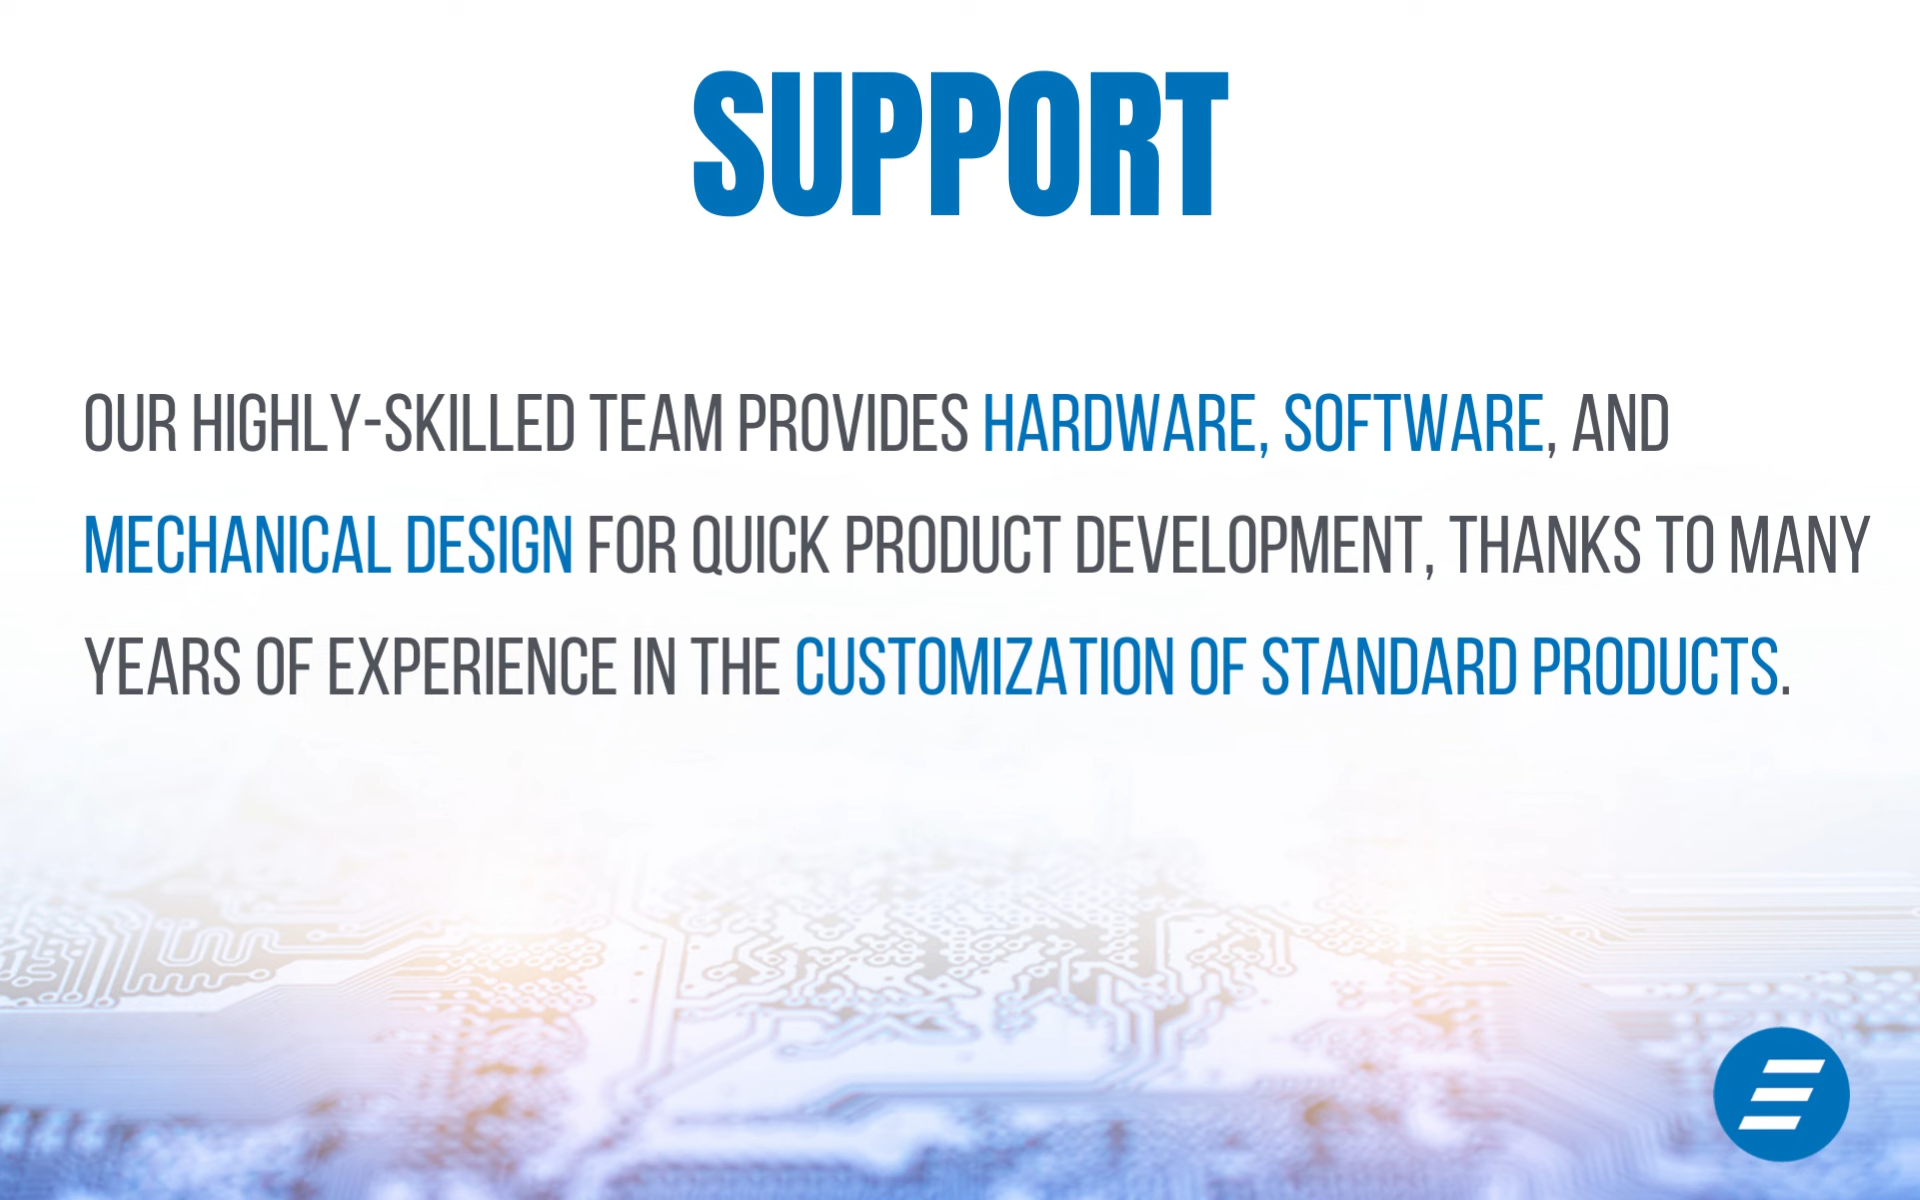 SUPPORT
OUR HIGHLY-SKILLED TEAM PROVIDES HARDWARE, SOFTWARE, AND
MECHANICAL DESIGN FOR QUICK PRODUCT DEVELOPMENT, THANKS TO MANY
YEARS OF EXPERIENCE IN THE CUSTOMIZATION OF STANDARD PRODUCTS.